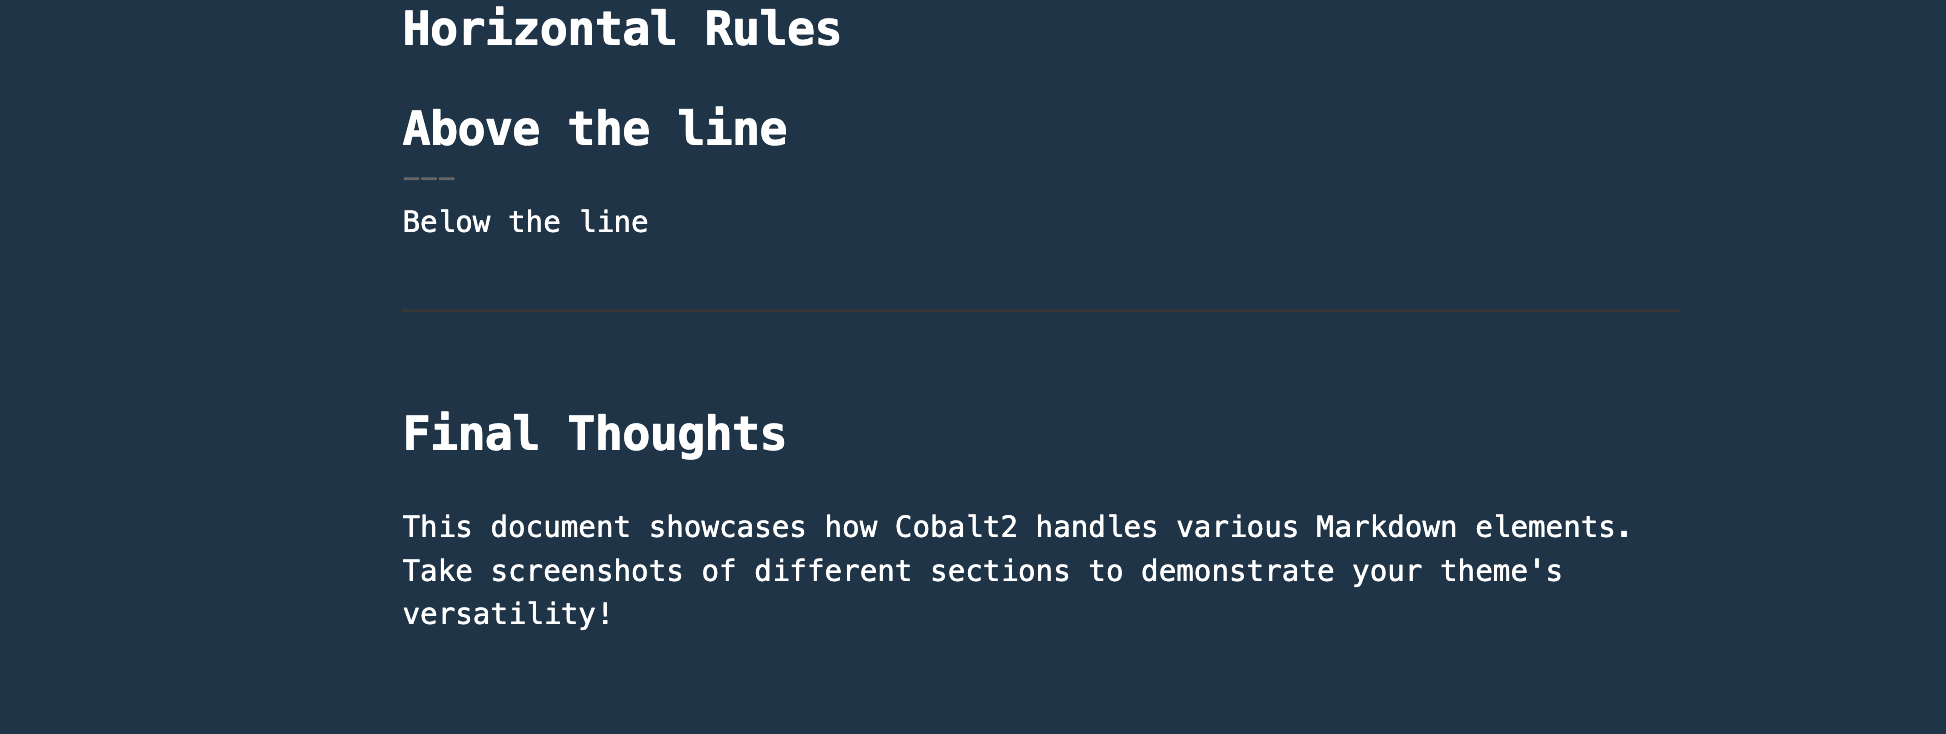 Horizontal Rules
Above the line
---
Below the line
Final Thoughts
This document showcases how Cobalt2 handles various Markdown elements.
Take screenshots of different sections to demonstrate your theme's
versatility!